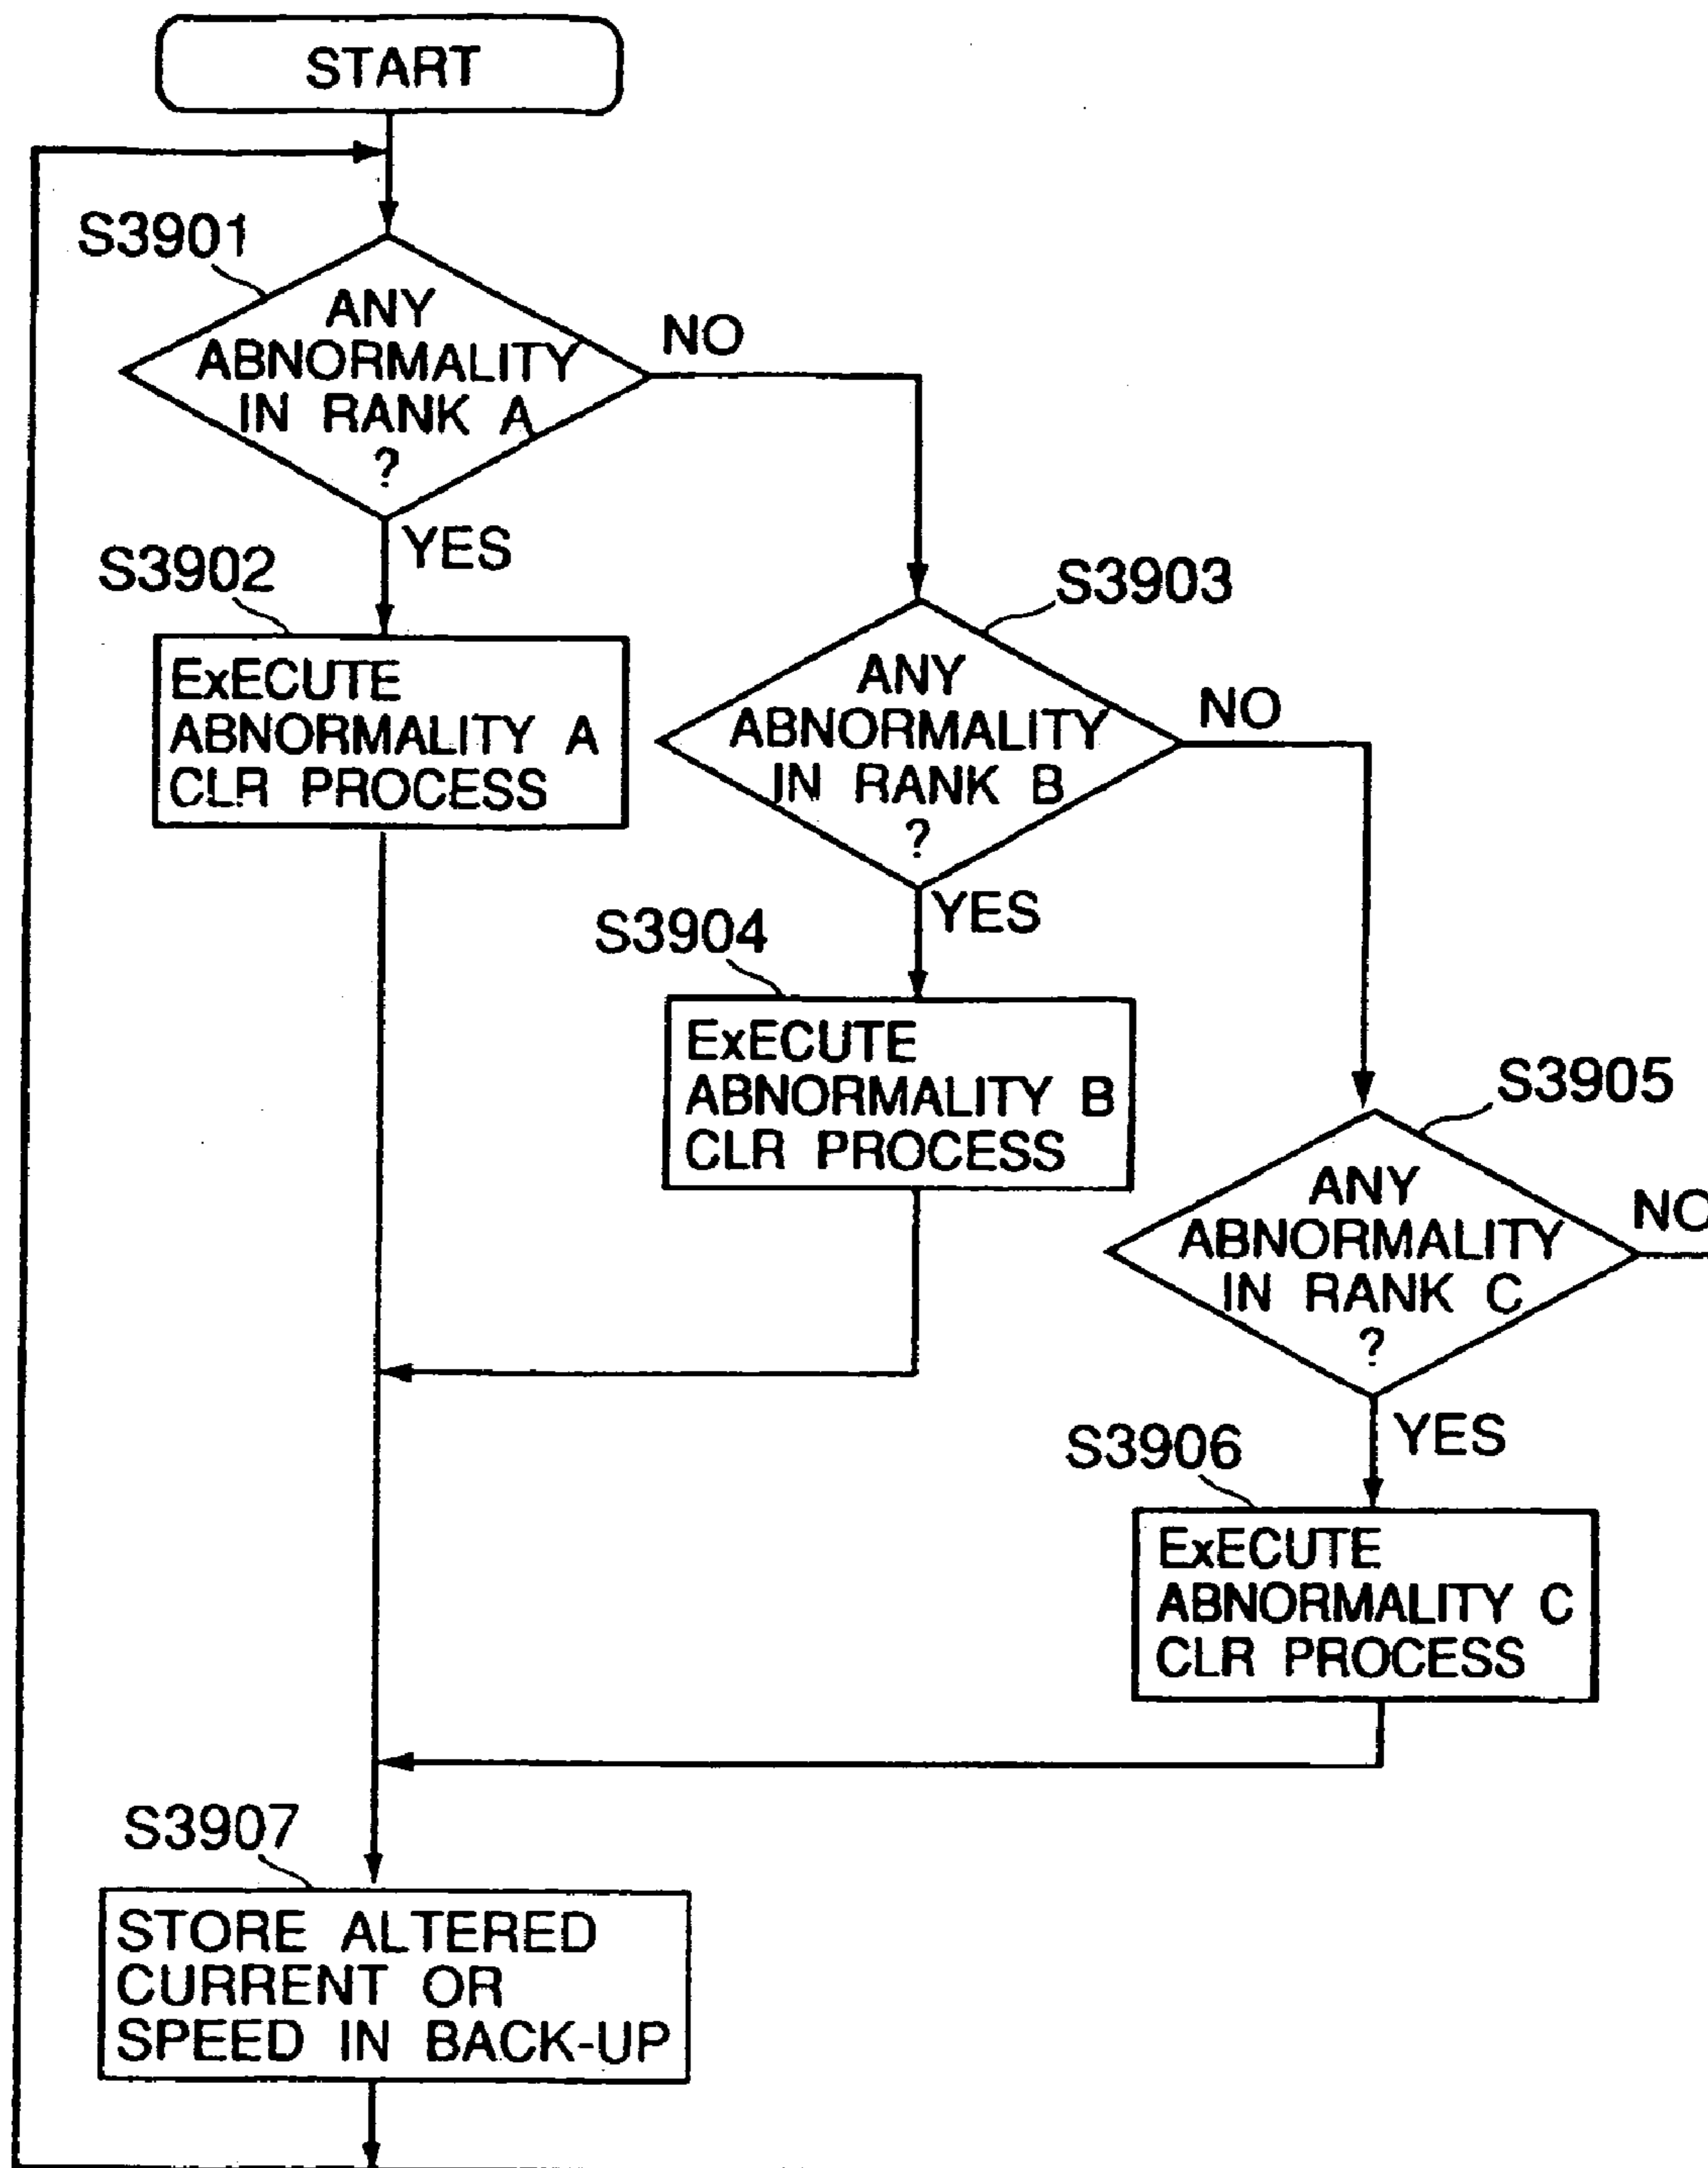 START
S3901
ANY
ABNORMALITY
IN RANK A
?
NO
YES
S3902
ExECUTE
ABNORMALITY A
CLR PROCESS
S3903
ANY
ABNORMALITY
IN RANK B
?
NO
YES
S3904
ExECUTE
ABNORMALITY B
CLR PROCESS
S3905
ANY
ABNORMALITY
IN RANK C
?
NO
YES
S3906
ExECUTE
ABNORMALITY C
CLR PROCESS
S3907
STORE ALTERED
CURRENT OR
SPEED IN BACK-UP